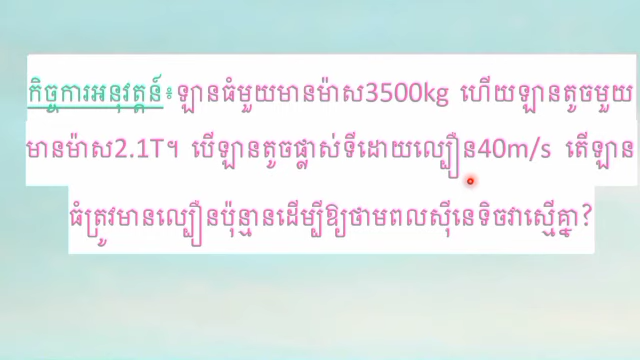 កិច្ចការអនុវត្តន៍៖ឡានធំមួយមានម៉ាស3500kg ហើយឡានតូចមួយ
មានម៉ាស2.1T។ បើឡានតូចផ្លាស់ទីដោយល្បឿន40m/s តើឡាន
ធំត្រូវមានល្បឿនប៉ុន្មានដើម្បីឱ្យថាមពលស៊ីនេទិចវាស្មើគ្នា?